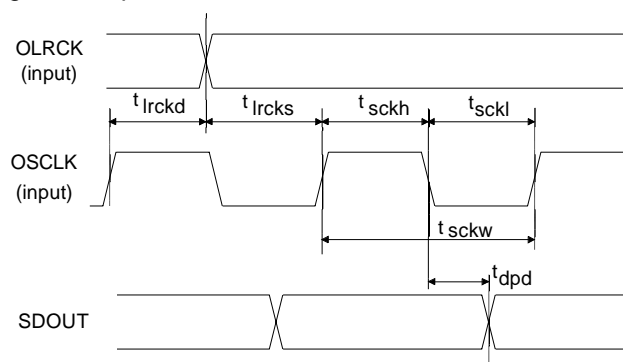 OLRCK
(input)
t lrckd
t lrcks
t sckh
t sckl
OSCLK
(input)
t sckw
t dpd
SDOUT